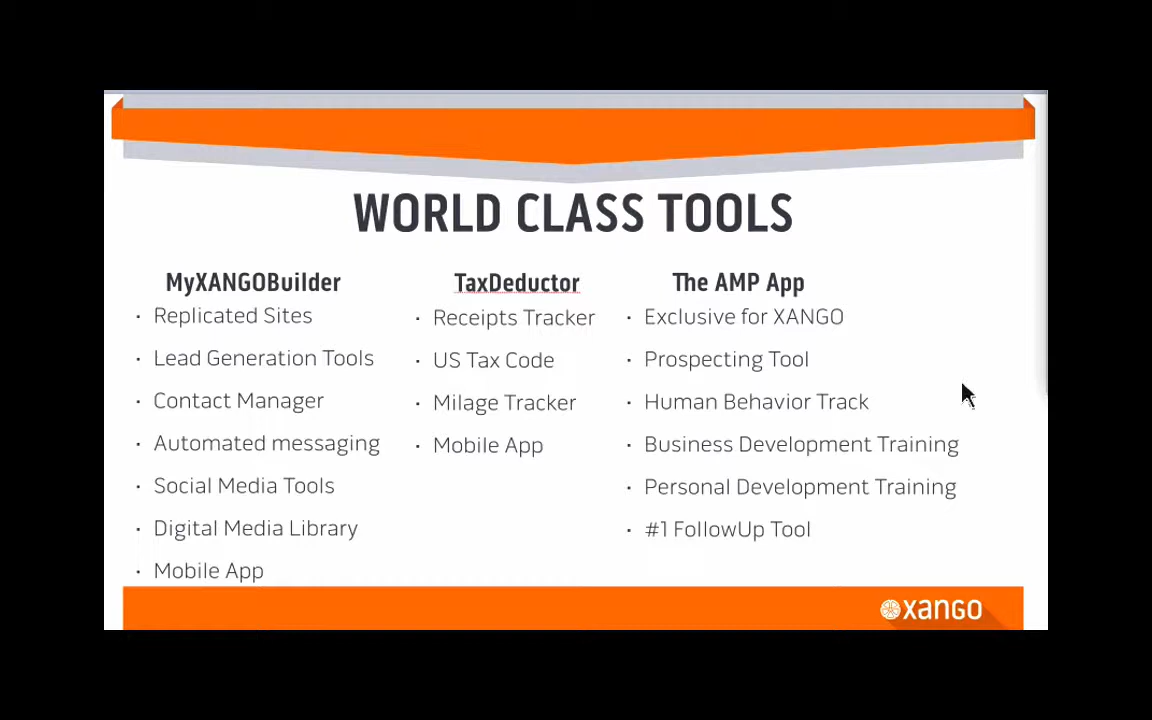 WORLD CLASS TOOLS
MyXANGOBuilder
· Replicated Sites
· Lead Generation Tools
· Contact Manager
· Automated messaging
· Social Media Tools
· Digital Media Library
· Mobile App
TaxDeductor
· Receipts Tracker
· US Tax Code
· Milage Tracker
· Mobile App
The AMP App
· Exclusive for XANGO
· Prospecting Tool
· Human Behavior Track
· Business Development Training
· Personal Development Training
· #1 FollowUp Tool
xango